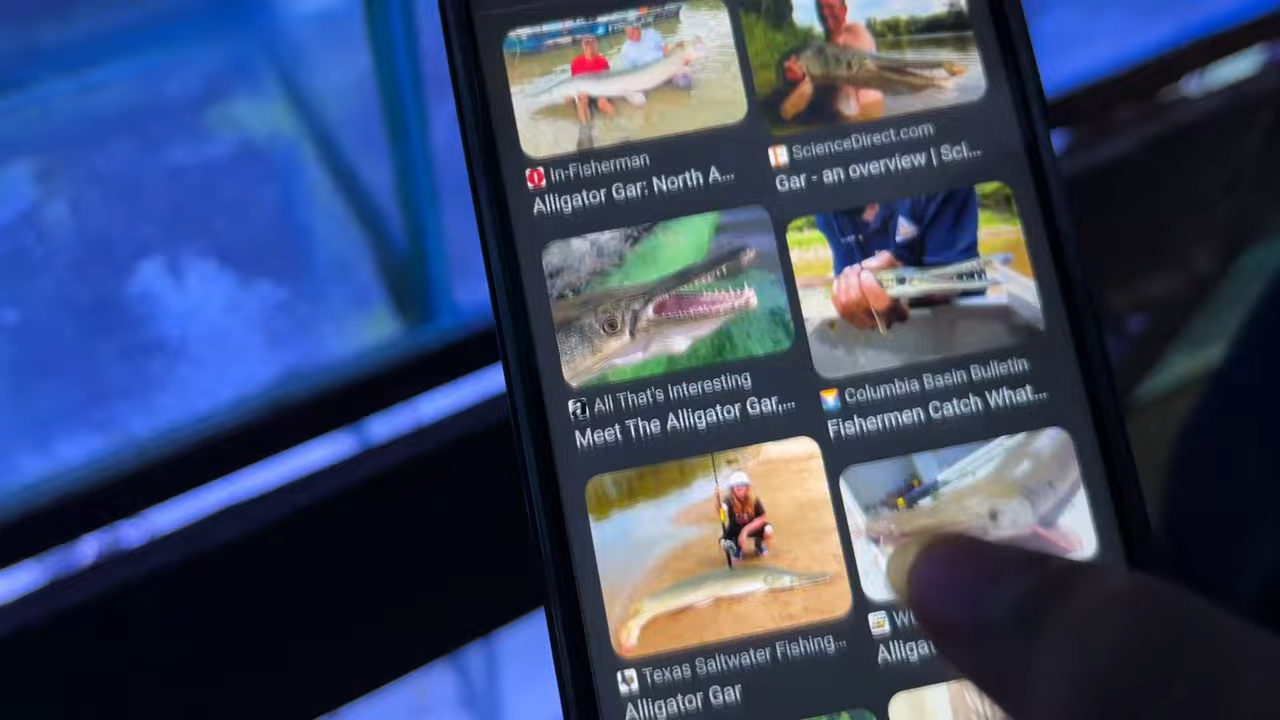 In-Fisherman
Alligator Gar: North A...
ScienceDirect.com
Gar - an overview | Sci...
All That's Interesting
Meet The Alligator Gar,...
Columbia Basin Bulletin
Fishermen Catch What...
Texas Saltwater Fishing...
Alligator Gar